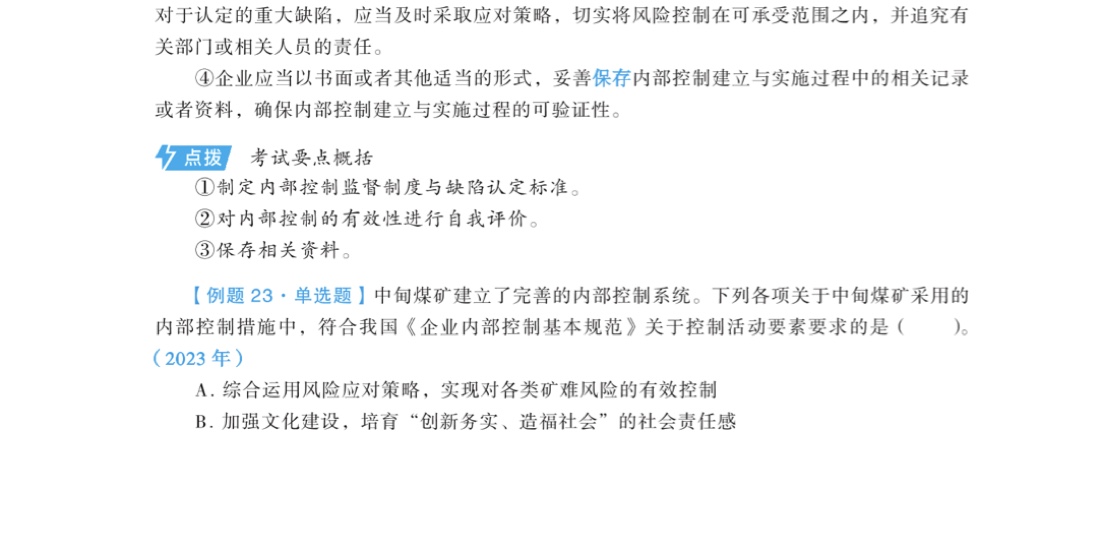 对于认定的重大缺陷，应当及时采取应对策略，切实将风险控制在可承受范围之内，并追究有
关部门或相关人员的责任。
④企业应当以书面或者其他适当的形式，妥善保存内部控制建立与实施过程中的相关记录
或者资料，确保内部控制建立与实施过程的可验证性。
点拨 考试要点概括
①制定内部控制监督制度与缺陷认定标准。
②对内部控制的有效性进行自我评价。
③保存相关资料。
【例题 23·单选题】中甸煤矿建立了完善的内部控制系统。下列各项关于中甸煤矿采用的
内部控制措施中，符合我国《企业内部控制基本规范》关于控制活动要素要求的是（  ）。
（2023 年）
A. 综合运用风险应对策略，实现对各类矿难风险的有效控制
B. 加强文化建设，培育“创新务实、造福社会”的社会责任感